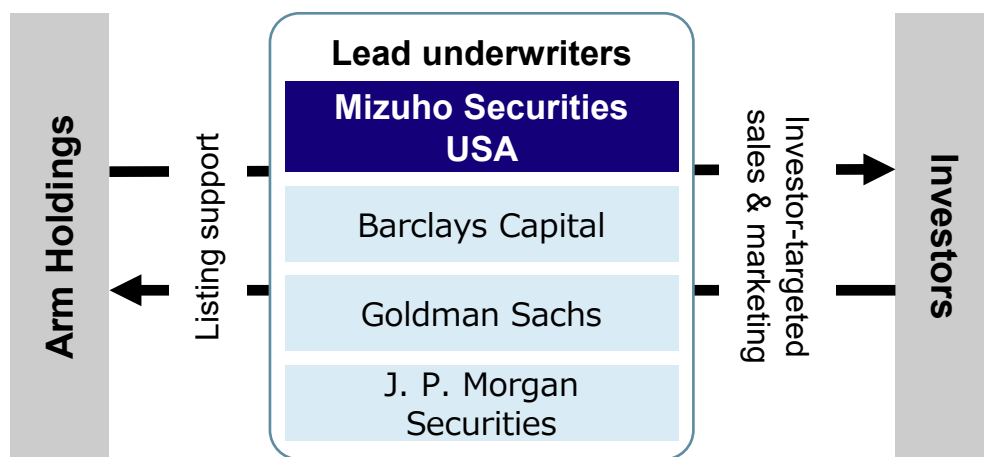 Arm Holdings
Listing support
Lead underwriters
Mizuho Securities
USA
Barclays Capital
Goldman Sachs
J. P. Morgan
Securities
Investor-targeted
sales & marketing
Investors